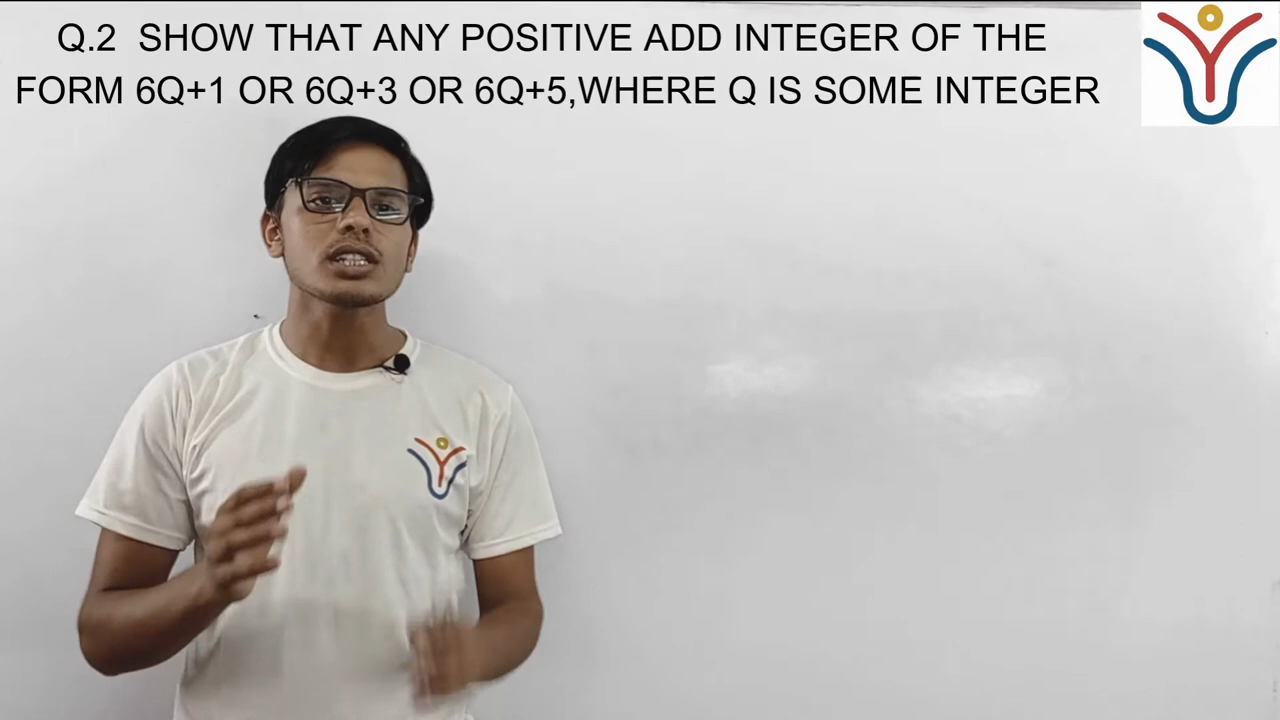 Q.2 SHOW THAT ANY POSITIVE ADD INTEGER OF THE
FORM 6Q+1 OR 6Q+3 OR 6Q+5,WHERE Q IS SOME INTEGER